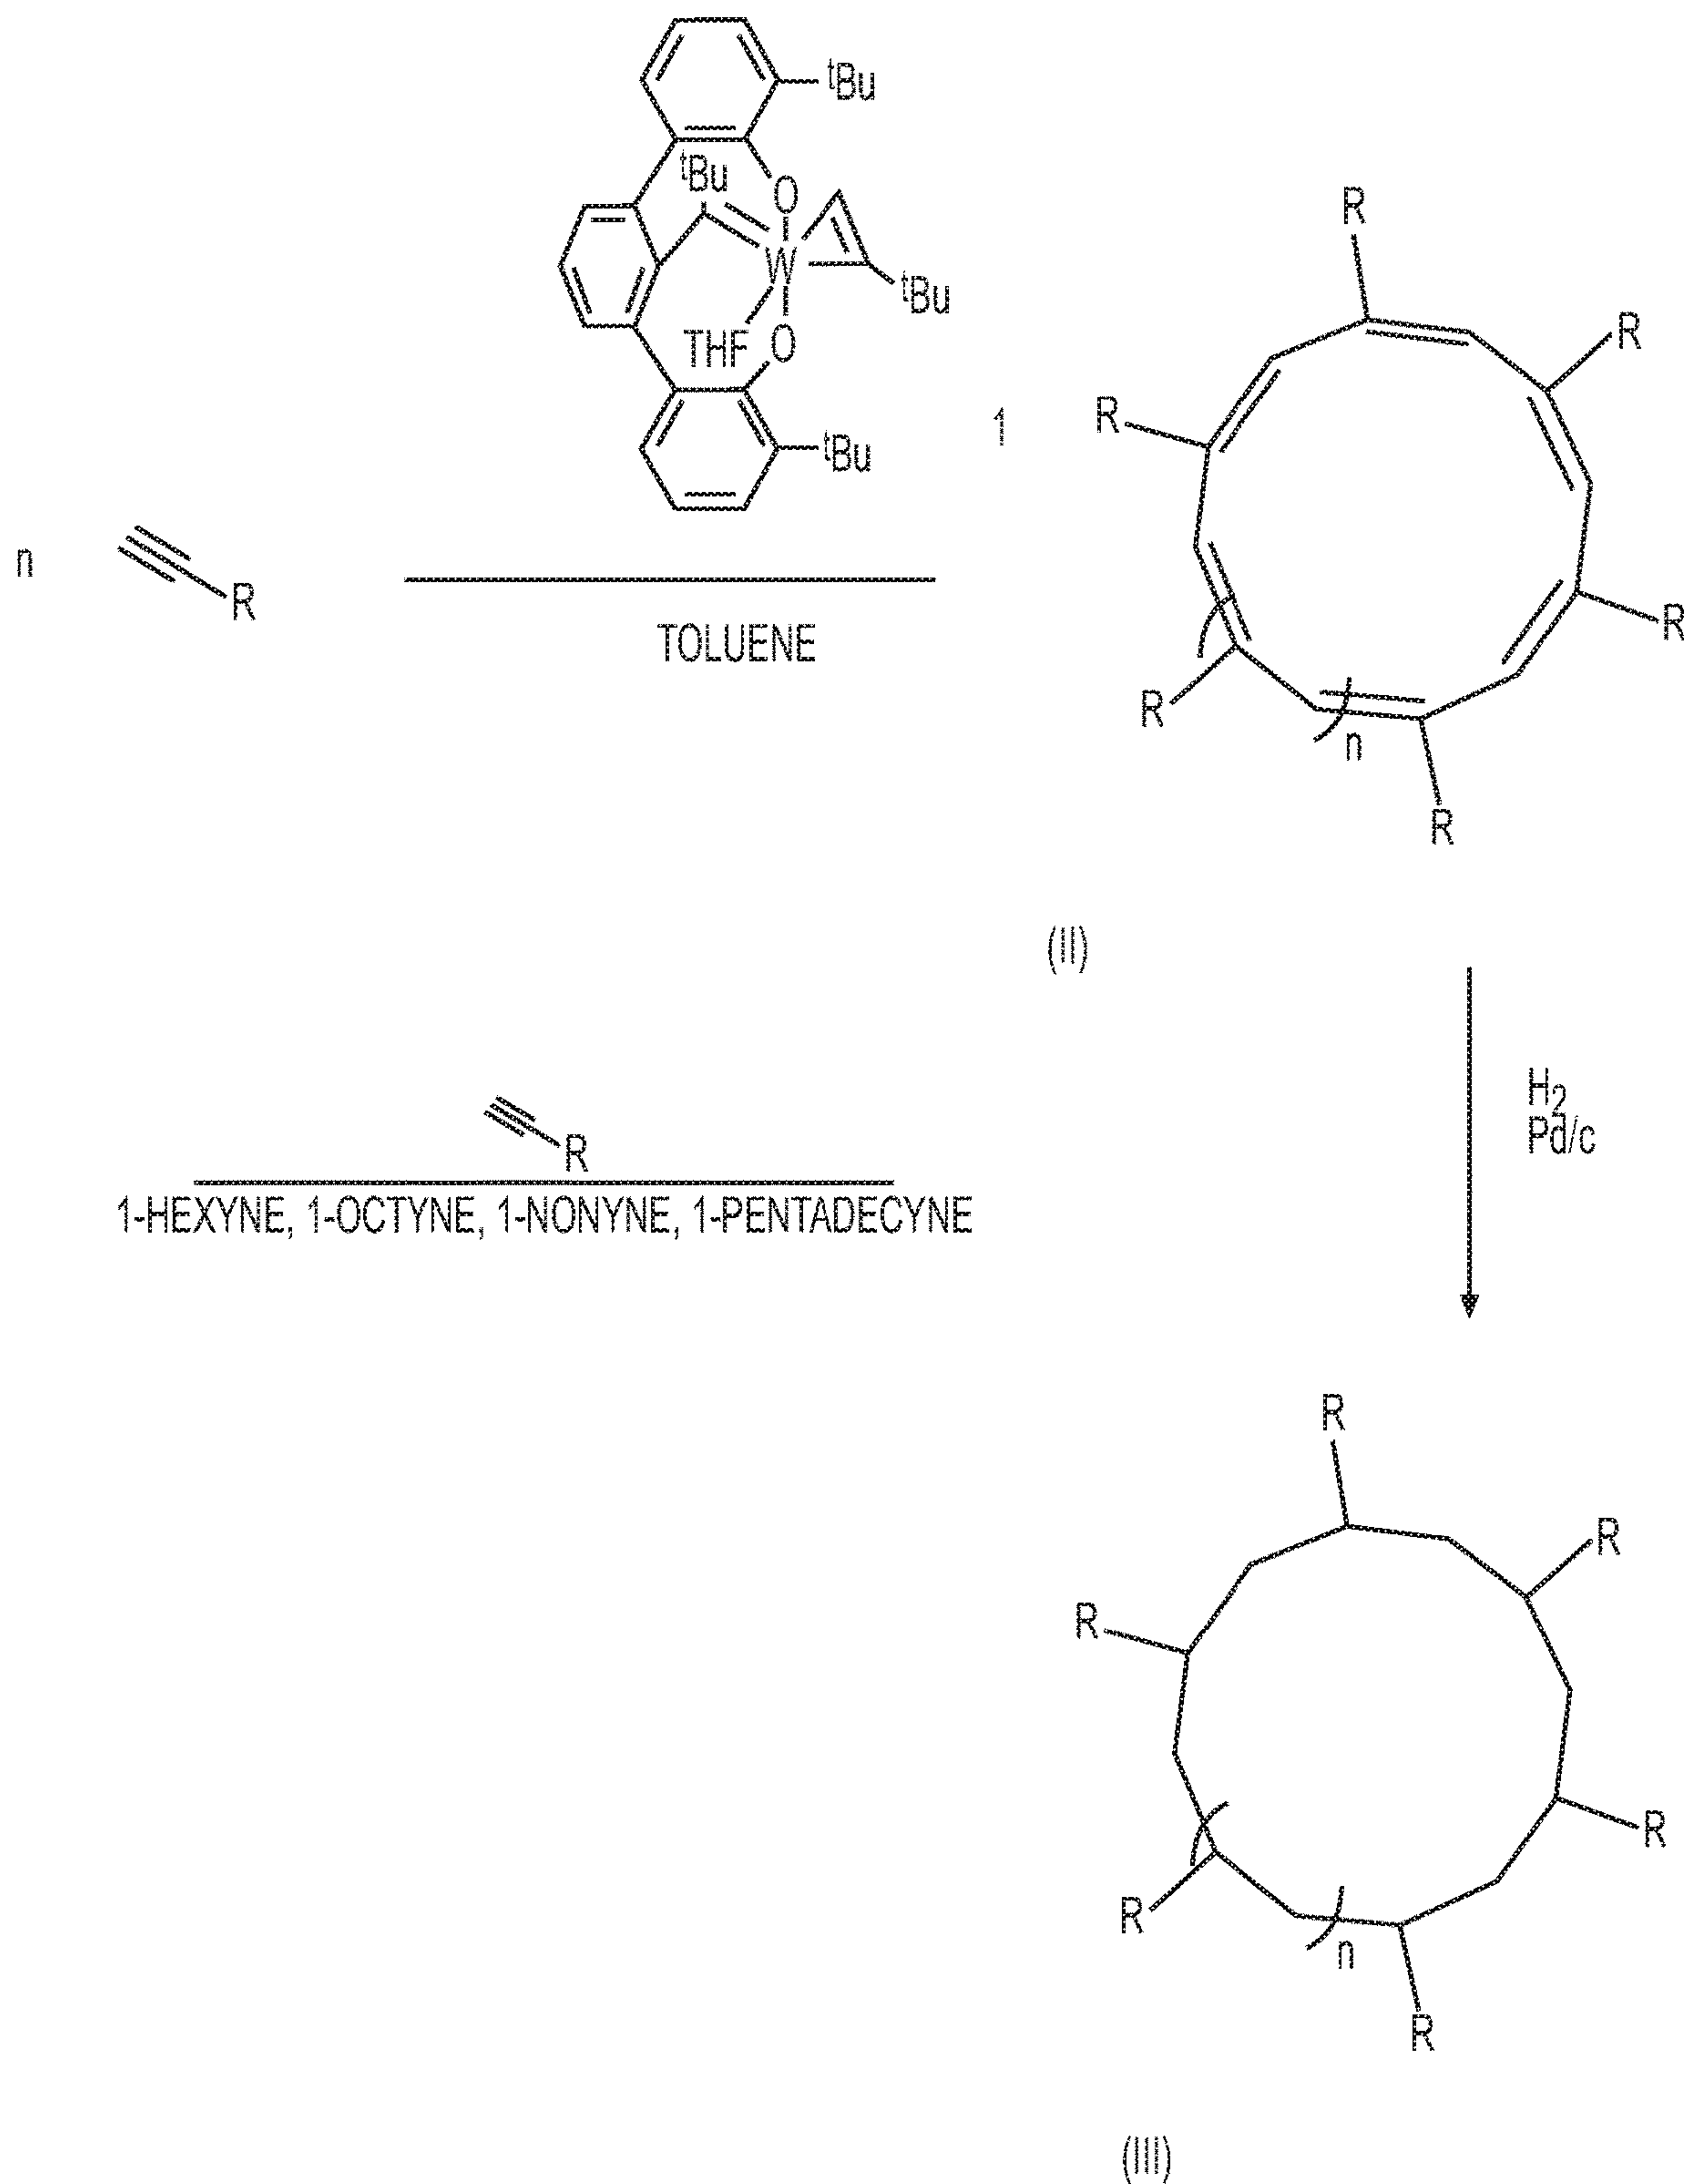 tBu
tBu
O
W
tBu
THF
O
tBu
1
n
R
TOLUENE
R
R
R
R
R
R
n
(II)
H2
Pd/c
R
1-HEXYNE, 1-OCTYNE, 1-NONYNE, 1-PENTADECYNE
R
R
R
R
R
R
n
(III)